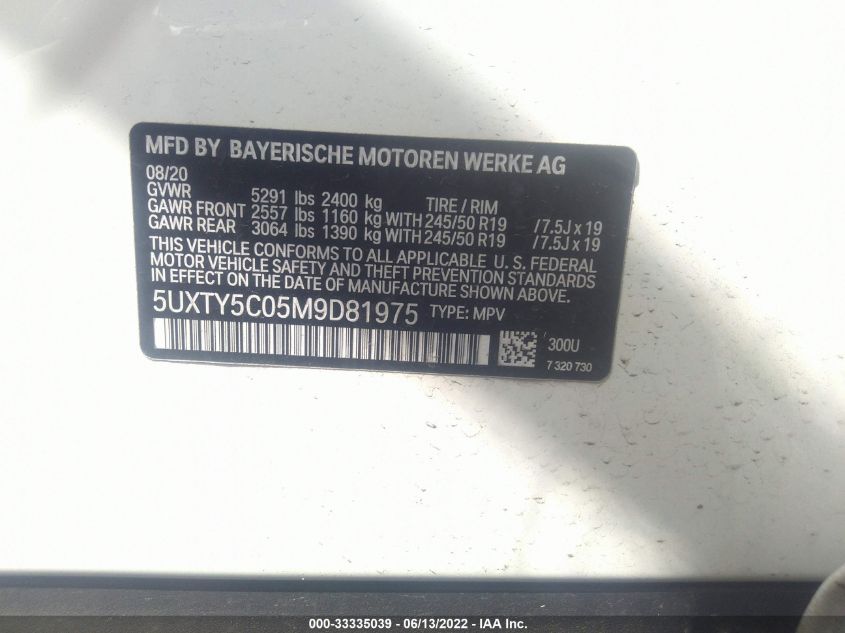 MFD BY BAYERISCHE MOTOREN WERKE AG
08/20
GVWR 5291 lbs 2400 kg TIRE / RIM
GAWR FRONT 2557 lbs 1160 kg WITH 245/50 R19 /7.5J x 19
GAWR REAR 3064 lbs 1390 kg WITH 245/50 R19 /7.5J x 19
THIS VEHICLE CONFORMS TO ALL APPLICABLE U.S. FEDERAL
MOTOR VEHICLE SAFETY AND THEFT PREVENTION STANDARDS
IN EFFECT ON THE DATE OF MANUFACTURE SHOWN ABOVE.
5UXTY5C05M9D81975 TYPE: MPV
300U
7 320 730
000-33335039 - 06/13/2022 - IAA Inc.